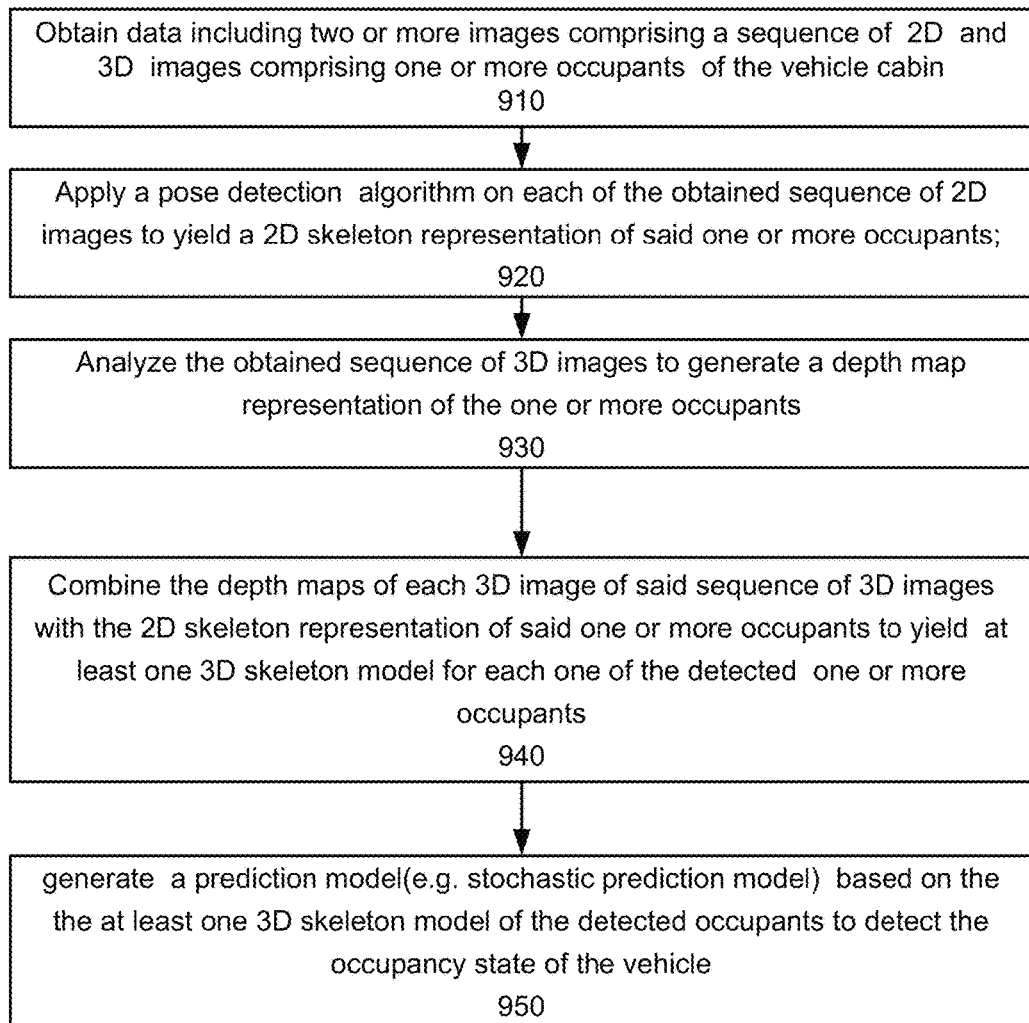 Obtain data including two or more images comprising a sequence of 2D and
3D images comprising one or more occupants of the vehicle cabin
910
Apply a pose detection algorithm on each of the obtained sequence of 2D
images to yield a 2D skeleton representation of said one or more occupants;
920
Analyze the obtained sequence of 3D images to generate a depth map
representation of the one or more occupants
930
Combine the depth maps of each 3D image of said sequence of 3D images
with the 2D skeleton representation of said one or more occupants to yield at
least one 3D skeleton model for each one of the detected one or more
occupants
940
generate a prediction model(e.g. stochastic prediction model) based on the
the at least one 3D skeleton model of the detected occupants to detect the
occupancy state of the vehicle
950